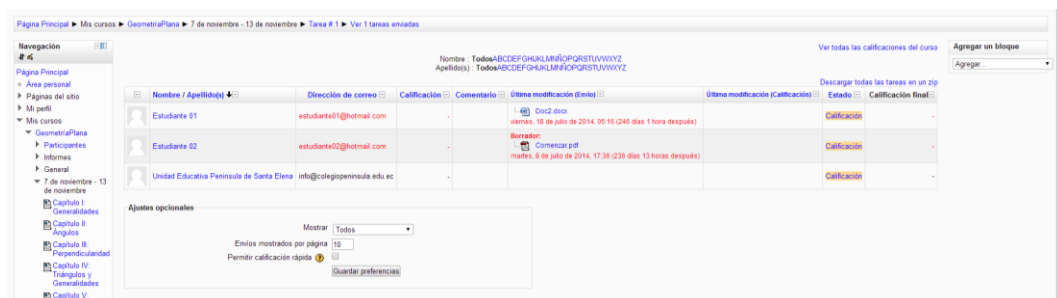 Página Principal ► Mis cursos ► GeometríaPlana ► 7 de noviembre - 13 de noviembre ► Tarea # 1 ► Ver 1 tareas enviadas
Navegación
Página Principal
Área personal
Páginas del sitio
Mi perfil
Mis cursos
GeometríaPlana
Participantes
Informes
General
7 de noviembre - 13
de noviembre
Capítulo I:
Generalidades
Capítulo II:
Ángulos
Capítulo III:
Perpendicularidad
Capítulo IV:
Triángulos y
Generalidades
Capítulo V:
Ver todas las calificaciones del curso
Nombre : TodosABCDEFGHIJKLMNÑOPQRSTUVWXYZ
Apellido(s) : TodosABCDEFGHIJKLMNÑOPQRSTUVWXYZ
Descargar todas las tareas en un zip
Nombre / Apellido(s) Dirección de correo Calificación Comentario Última modificación (Envío) Última modificación (Calificación) Estado Calificación final
Estudiante 01 estudiante01@hotmail.com - Doc2.docx Calificación -
viernes, 18 de julio de 2014, 05:15 (246 días 1 hora después)
Borrador:
Estudiante 02 estudiante02@hotmail.com - Comenzar.pdf Calificación -
martes, 8 de julio de 2014, 17:36 (236 días 13 horas después)
Unidad Educativa Peninsula de Santa Elena info@colegiopeninsula.edu.ec - Calificación -
Ajustes opcionales
Mostrar Todos
Envíos mostrados por página 10
Permitir calificación rápida
Guardar preferencias
Agregar un bloque
Agregar...